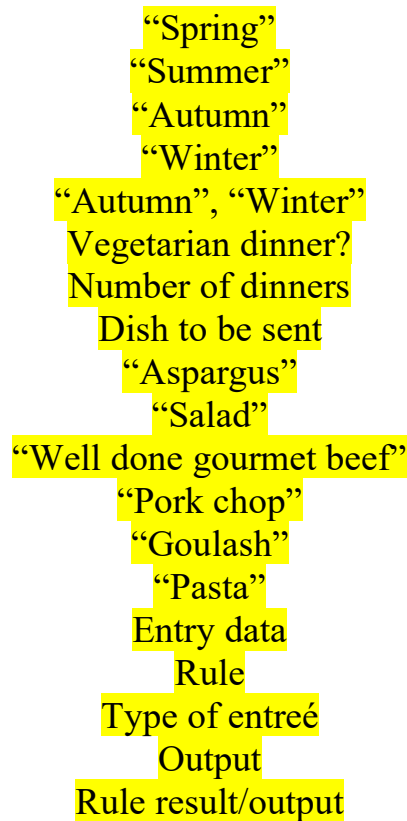 “Spring”
“Summer”
“Autumn”
“Winter”
“Autumn”, “Winter”
Vegetarian dinner?
Number of dinners
Dish to be sent
“Aspargus”
“Salad”
“Well done gourmet beef”
“Pork chop”
“Goulash”
“Pasta”
Entry data
Rule
Type of entreé
Output
Rule result/output